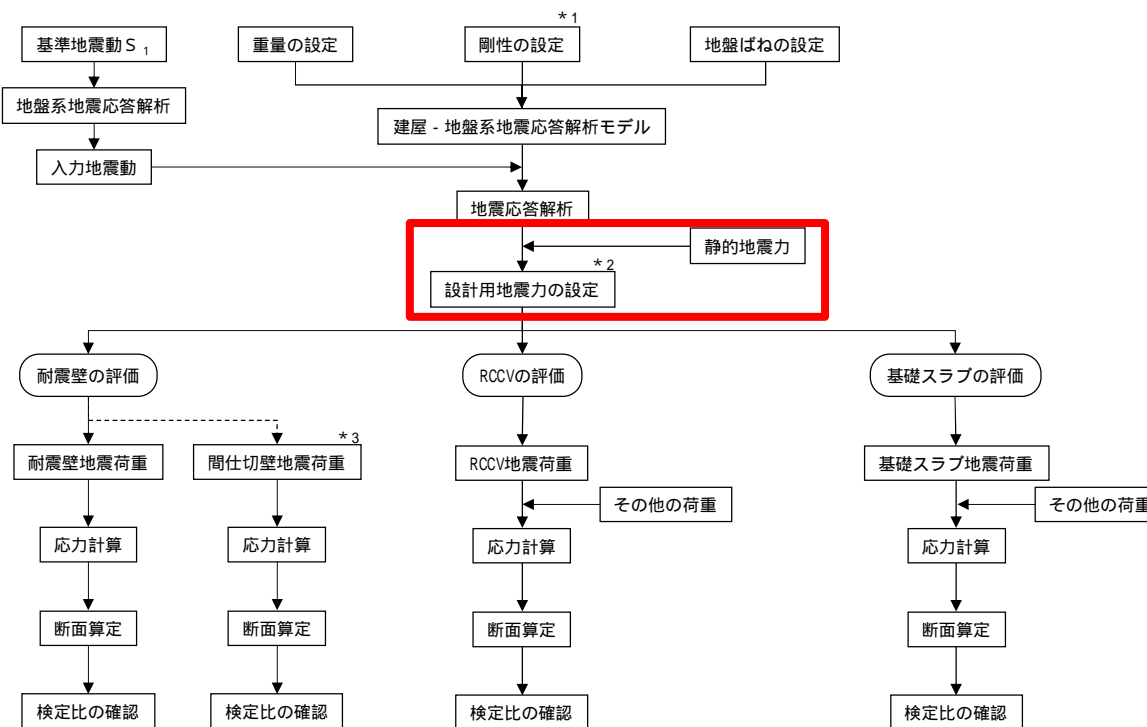 *1
基準地震動S1
重量の設定
剛性の設定
地盤ばねの設定
地盤系地震応答解析
建屋-地盤系地震応答解析モデル
入力地震動
地震応答解析
静的地震力
*2
設計用地震力の設定
耐震壁の評価
RCCVの評価
基礎スラブの評価
*3
耐震壁地震荷重
間仕切壁地震荷重
RCCV地震荷重
基礎スラブ地震荷重
その他の荷重
その他の荷重
応力計算
応力計算
応力計算
応力計算
断面算定
断面算定
断面算定
断面算定
検定比の確認
検定比の確認
検定比の確認
検定比の確認